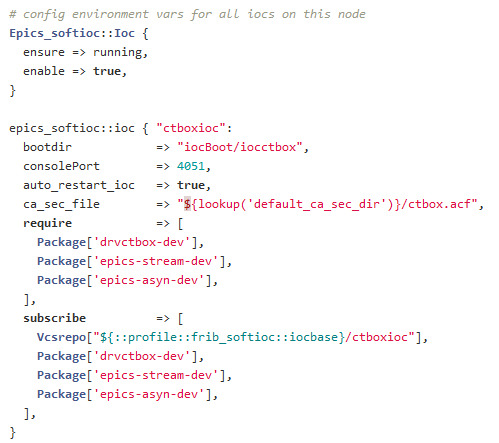 # config environment vars for all iocs on this node
Epics_softioc::Ioc {
  ensure => running,
  enable => true,
}

epics_softioc::ioc { "ctboxioc":
  bootdir            => "iocBoot/iocctbox",
  consolePort        => 4051,
  auto_restart_ioc   => true,
  ca_sec_file        => "${lookup('default_ca_sec_dir')}/ctbox.acf",
  require            => [
    Package['drvctbox-dev'],
    Package['epics-stream-dev'],
    Package['epics-asyn-dev'],
  ],
  subscribe          => [
    Vcsrepo["${::profile::frib_softioc::iocbase}/ctboxioc"],
    Package['drvctbox-dev'],
    Package['epics-stream-dev'],
    Package['epics-asyn-dev'],
  ],
}